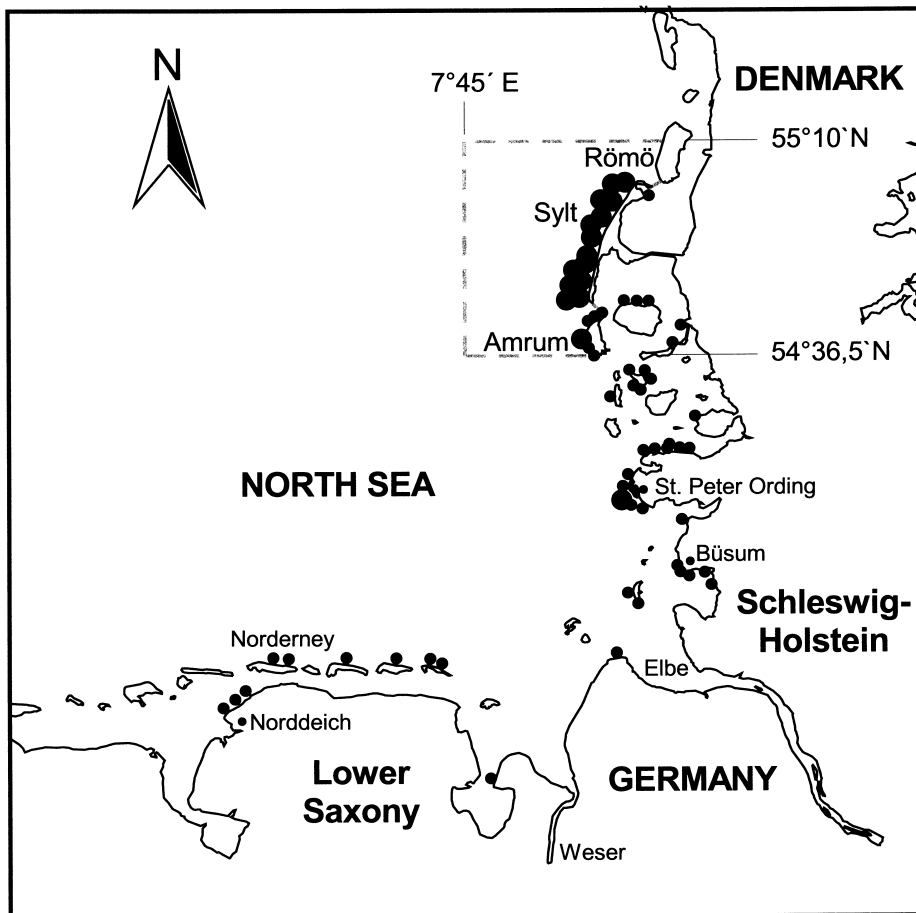 N
7°45´ E
DENMARK
55°10`N
Römö
Sylt
Amrum
54°36,5`N
NORTH SEA
St. Peter Ording
Büsum
Schleswig-
Holstein
Norderney
Elbe
Norddeich
Lower
Saxony
GERMANY
Weser